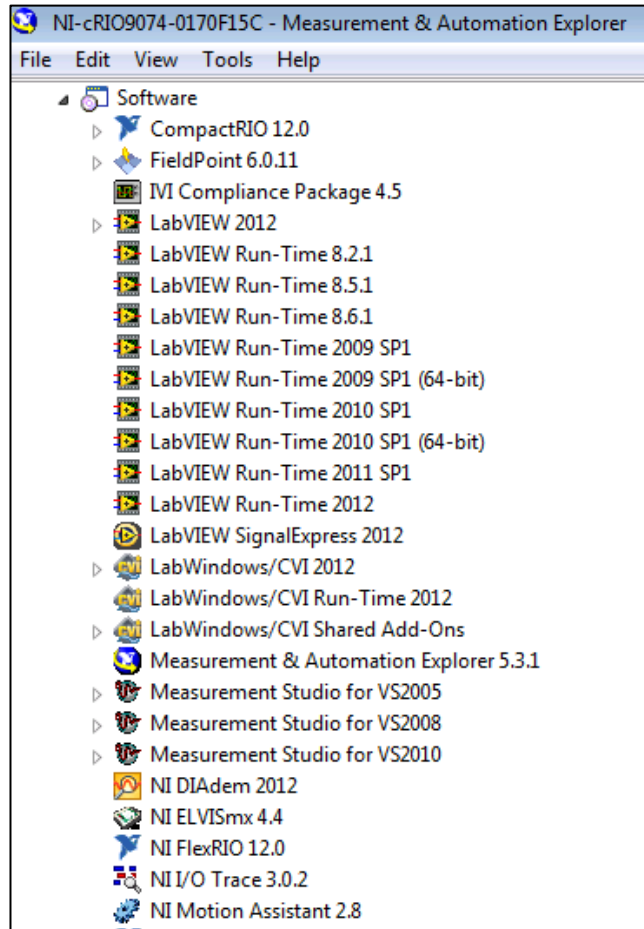 NI-cRIO9074-0170F15C - Measurement & Automation Explorer
File Edit View Tools Help
Software
CompactRIO 12.0
FieldPoint 6.0.11
IVI Compliance Package 4.5
LabVIEW 2012
LabVIEW Run-Time 8.2.1
LabVIEW Run-Time 8.5.1
LabVIEW Run-Time 8.6.1
LabVIEW Run-Time 2009 SP1
LabVIEW Run-Time 2009 SP1 (64-bit)
LabVIEW Run-Time 2010 SP1
LabVIEW Run-Time 2010 SP1 (64-bit)
LabVIEW Run-Time 2011 SP1
LabVIEW Run-Time 2012
LabVIEW SignalExpress 2012
LabWindows/CVI 2012
LabWindows/CVI Run-Time 2012
LabWindows/CVI Shared Add-Ons
Measurement & Automation Explorer 5.3.1
Measurement Studio for VS2005
Measurement Studio for VS2008
Measurement Studio for VS2010
NI DIAdem 2012
NI ELVISmx 4.4
NI FlexRIO 12.0
NI I/O Trace 3.0.2
NI Motion Assistant 2.8